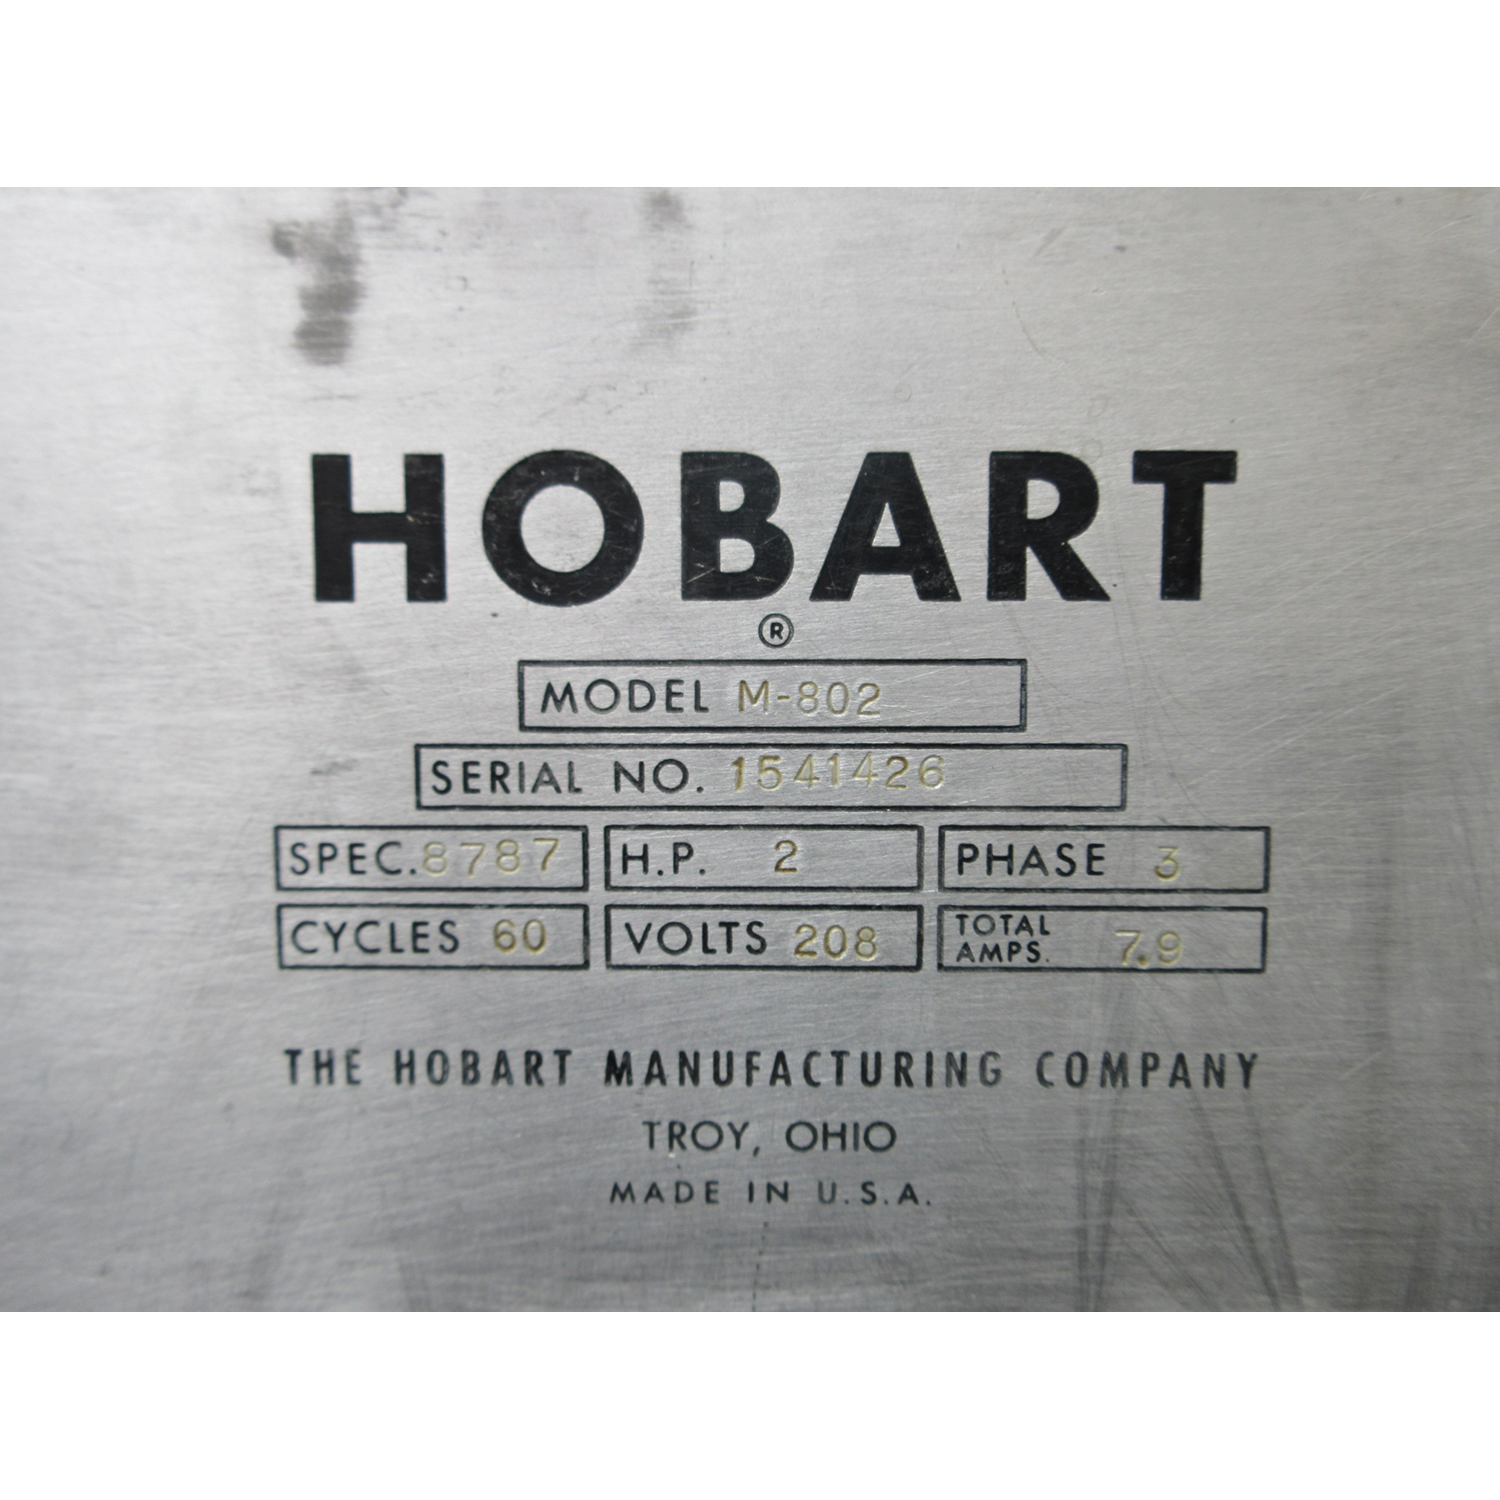 HOBART
®
MODEL M-802
SERIAL NO. 1541426
SPEC. 8787 H.P. 2 PHASE 3
CYCLES 60 VOLTS 208 TOTAL AMPS. 7.9
THE HOBART MANUFACTURING COMPANY
TROY, OHIO
MADE IN U.S.A.